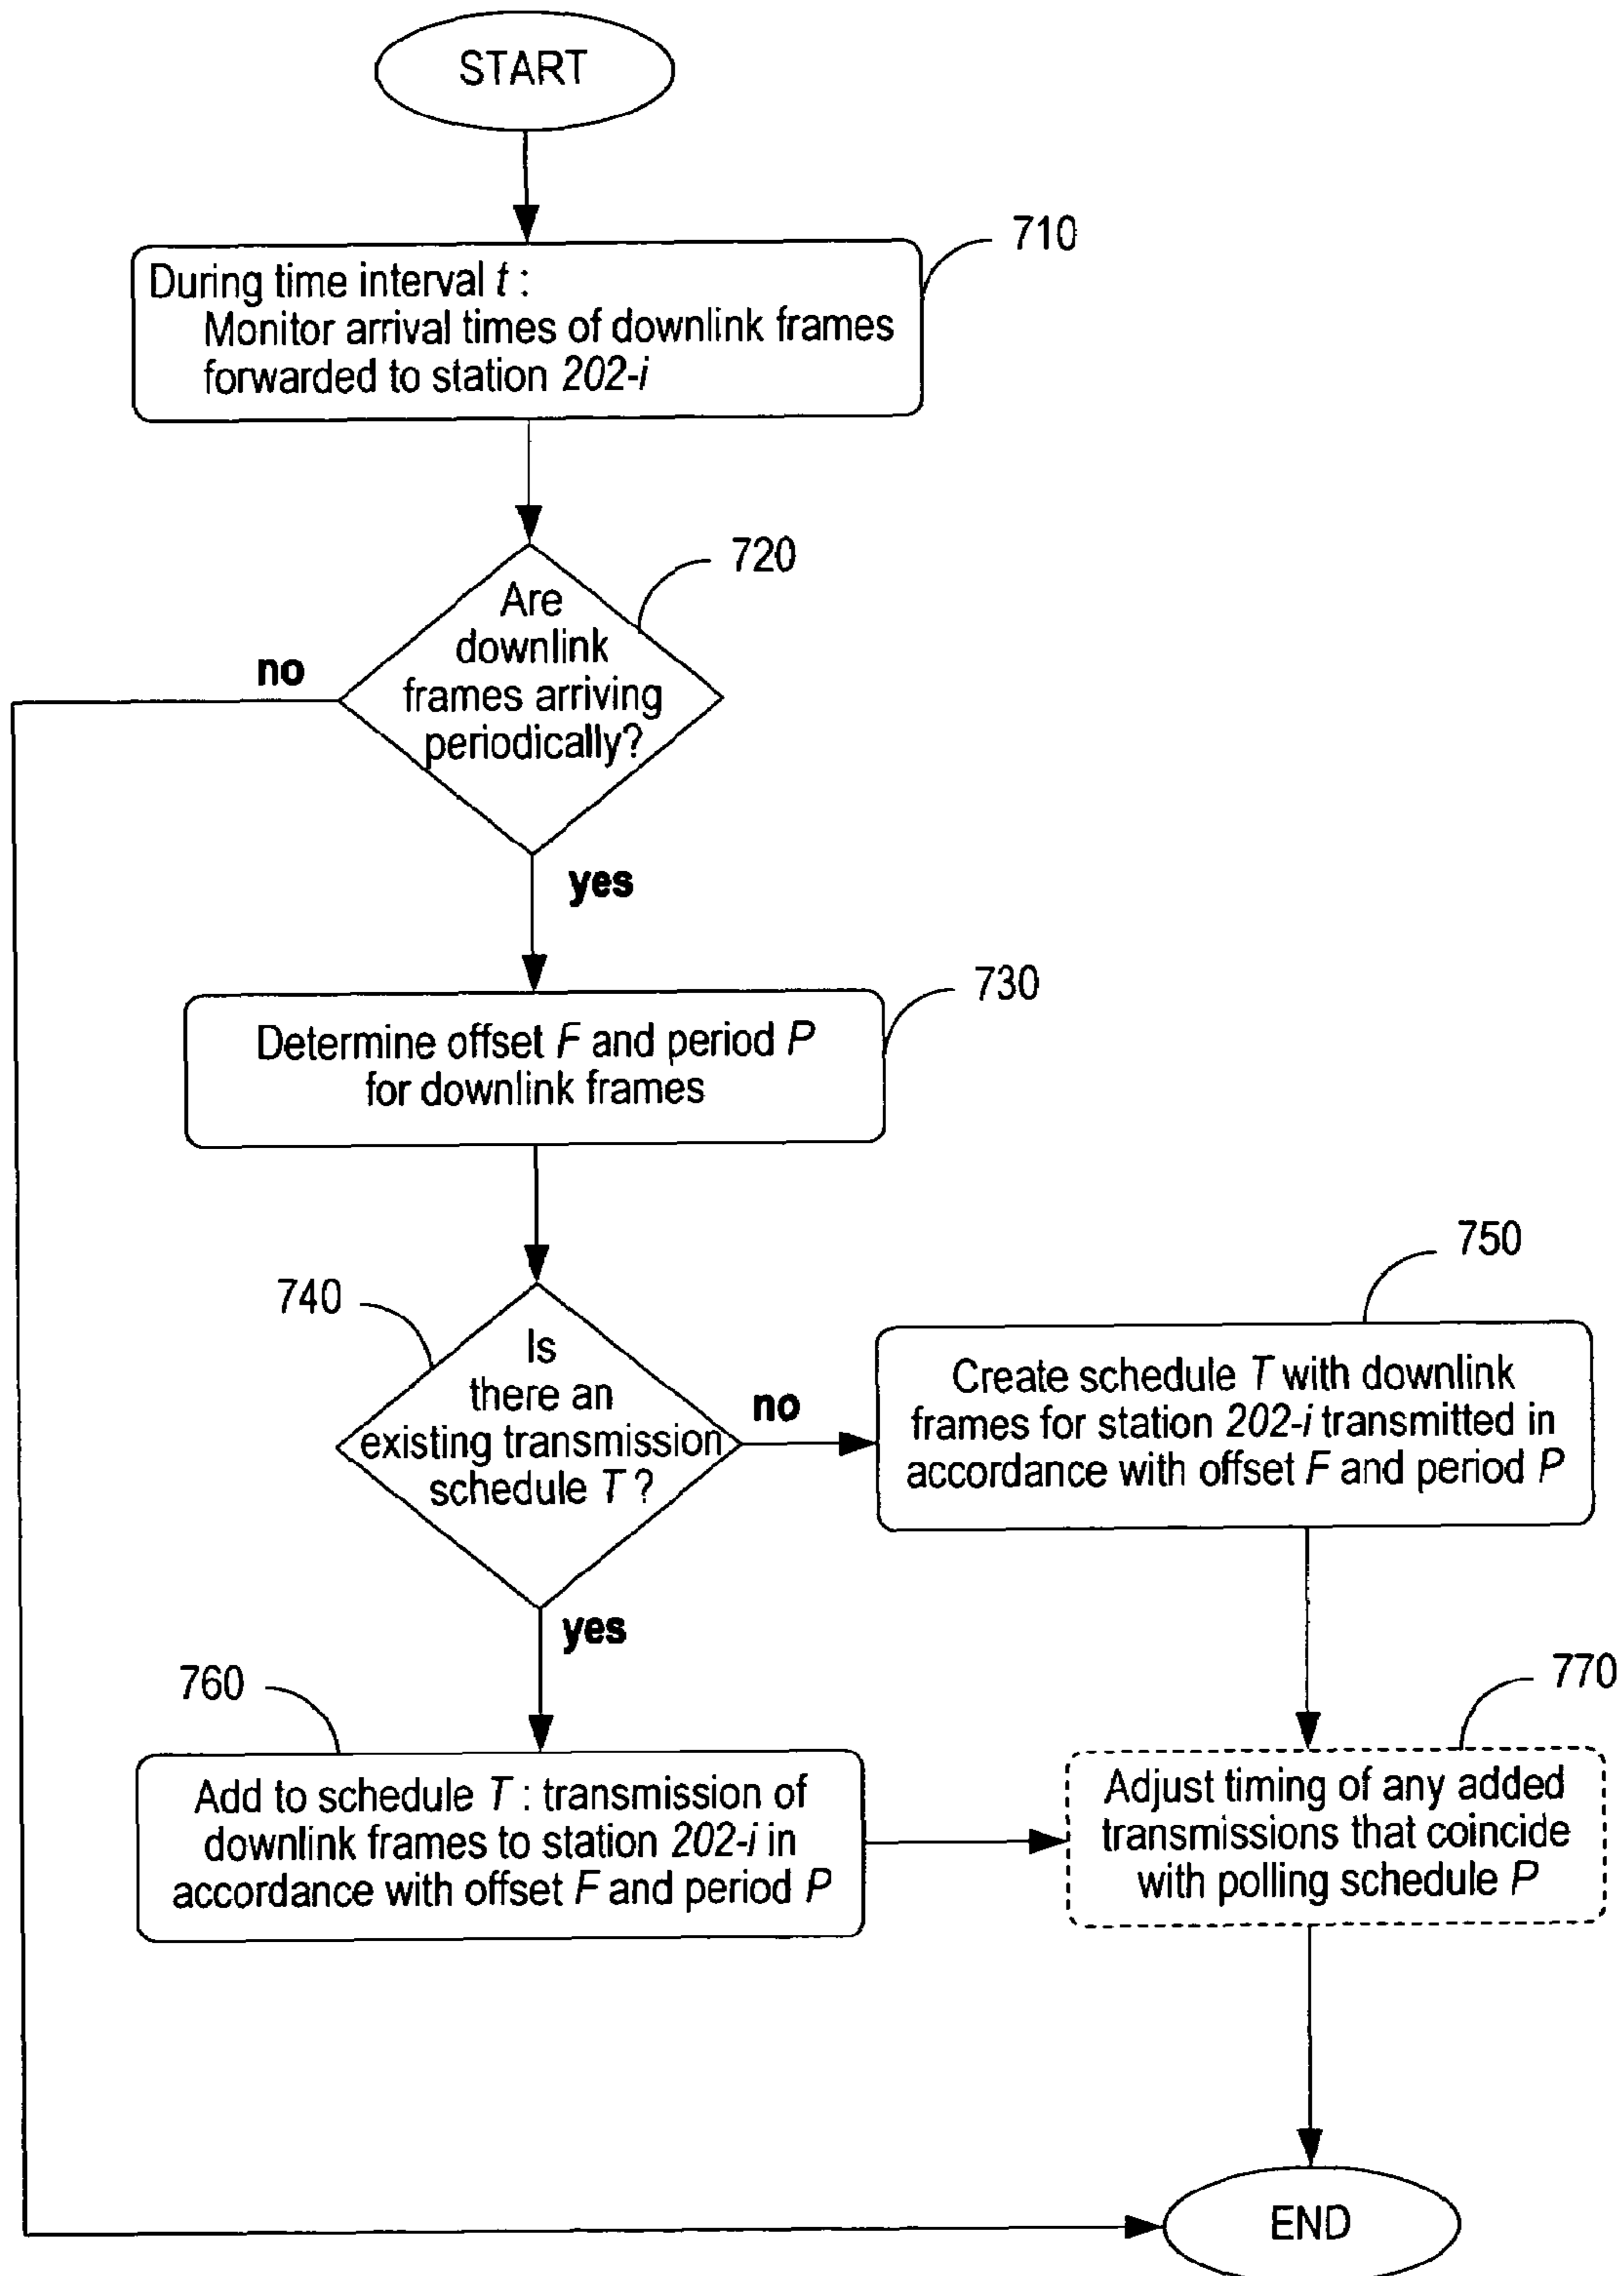 START
710
During time interval t :
Monitor arrival times of downlink frames
forwarded to station 202-i
720
Are
downlink
frames arriving
periodically?
no
yes
730
Determine offset F and period P
for downlink frames
740
Is
there an
existing transmission
schedule T ?
no
yes
750
Create schedule T with downlink
frames for station 202-i transmitted in
accordance with offset F and period P
760
Add to schedule T : transmission of
downlink frames to station 202-i in
accordance with offset F and period P
770
Adjust timing of any added
transmissions that coincide
with polling schedule P
END